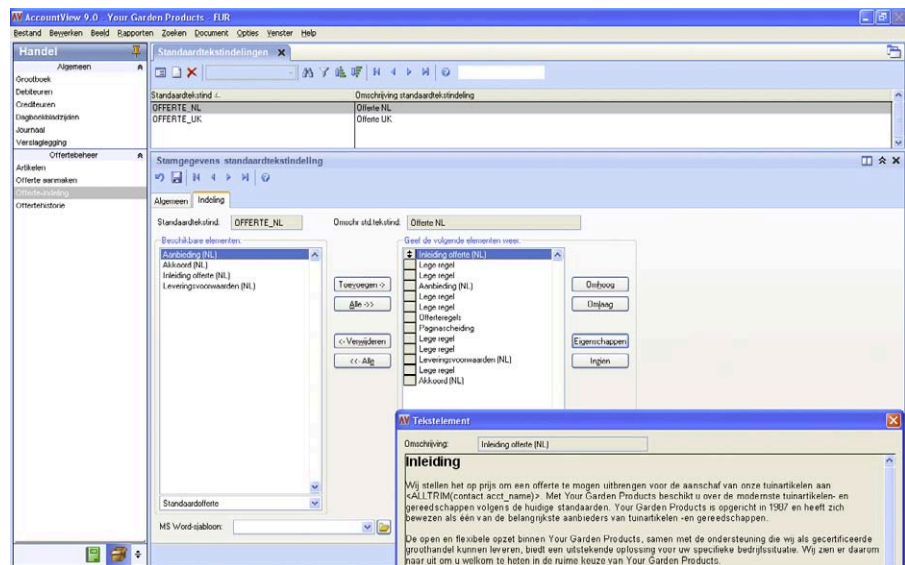 AccountView 9.0 - Your Garden Products - EUR
Bestand Bewerken Beeld Rapporten Zoeken Document Opties Venster Help
Handel
Algemeen
Grootboek
Debiteuren
Crediteuren
Dagboekbladzijden
Journaal
Verslaglegging
Offertebeheer
Artikelen
Offerte aanmaken
Offerte-indeling
Offertehistorie
Standaardtekstindelingen
Standaardtekstind
Omschrijving standaardtekstindeling
OFFERTE_NL Offerte NL
OFFERTE_UK Offerte UK
Stamgegevens standaardtekstindeling
Algemeen Indeling
Standaardtekstind. OFFERTE_NL Omschr std.tekstind. Offerte NL
Beschikbare elementen:
Aanbieding (NL)
Akkoord (NL)
Inleiding offerte (NL)
Leveringsvoorwaarden (NL)
Standaardofferte
MS Word-sjabloon:
Toevoegen ->
Alle ->>
<- Verwijderen
<<- Alle
Geef de volgende elementen weer:
Inleiding offerte (NL)
Lege regel
Lege regel
Aanbieding (NL)
Lege regel
Lege regel
Offerteregels
Paginascheiding
Lege regel
Lege regel
Leveringsvoorwaarden (NL)
Lege regel
Akkoord (NL)
Omhoog
Omlaag
Eigenschappen
Ingien
AV Tekstelement
Omschrijving: Inleiding offerte (NL)
Inleiding
Wij stellen het op prijs om een offerte te mogen uitbrengen voor de aanschaf van onze tuinartikelen aan
<ALLTRIM(contact.acct_name)>. Met Your Garden Products beschikt u over de modernste tuinartikelen- en
gereedschappen volgens de huidige standaarden. Your Garden Products is opgericht in 1987 en heeft zich
bewezen als één van de belangrijkste aanbieders van tuinartikelen -en gereedschappen.
De open en flexibele opzet binnen Your Garden Products, samen met de ondersteuning die wij als gecertificeerde
groothandel kunnen leveren, biedt een uitstekende oplossing voor uw specifieke bedrijfssituatie. Wij zien er daarom
naar uit om u welkom te heten in de ruime keuze van Your Garden Products.